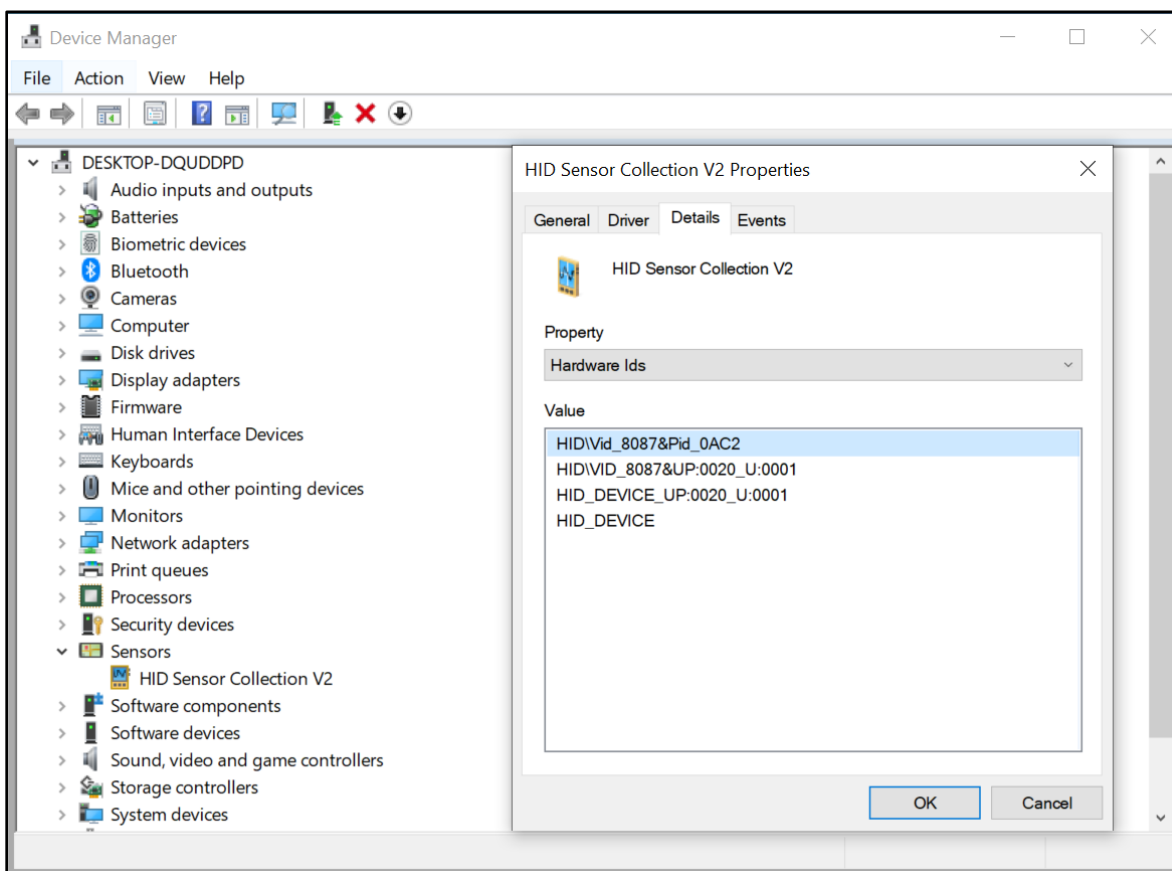 Device Manager
File Action View Help
DESKTOP-DQUDDPD
Audio inputs and outputs
Batteries
Biometric devices
Bluetooth
Cameras
Computer
Disk drives
Display adapters
Firmware
Human Interface Devices
Keyboards
Mice and other pointing devices
Monitors
Network adapters
Print queues
Processors
Security devices
Sensors
HID Sensor Collection V2
Software components
Software devices
Sound, video and game controllers
Storage controllers
System devices
HID Sensor Collection V2 Properties
General Driver Details Events
HID Sensor Collection V2
Property
Hardware Ids
Value
HID\Vid_8087&Pid_0AC2
HID\VID_8087&UP:0020_U:0001
HID_DEVICE_UP:0020_U:0001
HID_DEVICE
OK Cancel